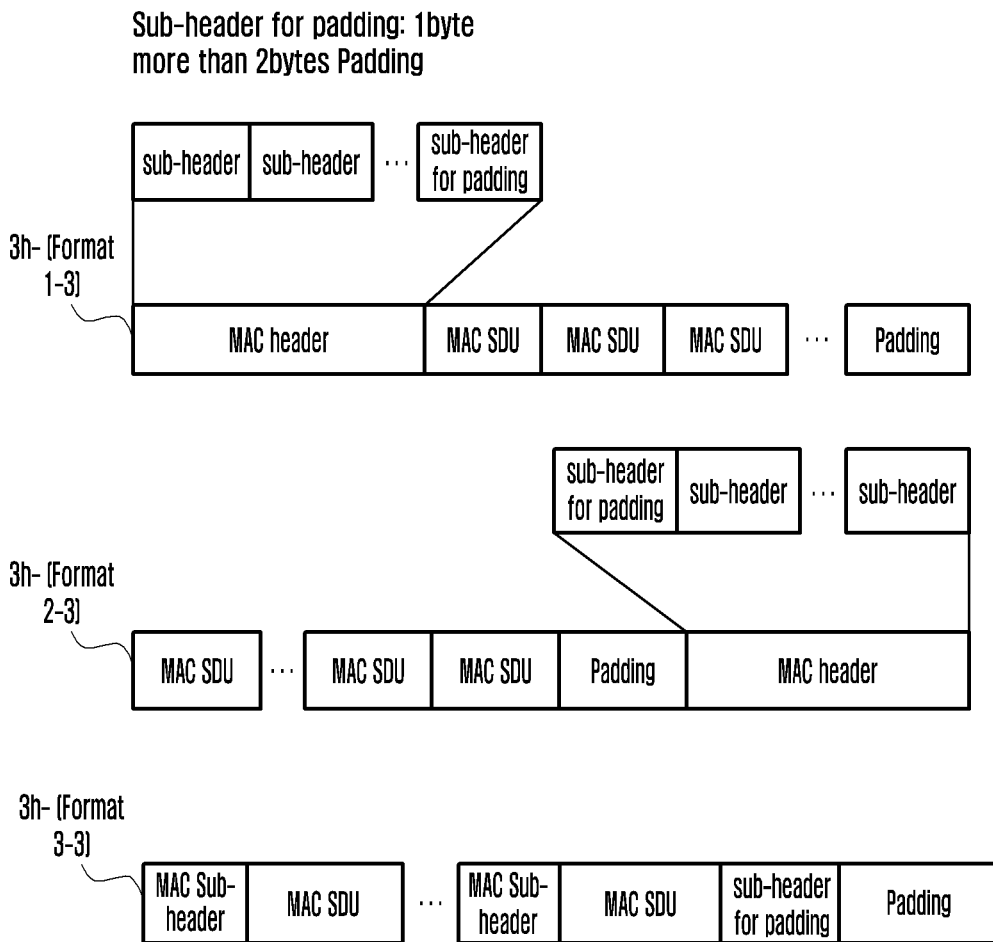 Sub-header for padding: 1byte
more than 2bytes Padding
sub-header sub-header ... sub-header
for padding
3h- (Format
1-3)
MAC header MAC SDU MAC SDU MAC SDU ... Padding
sub-header
for padding sub-header ... sub-header
3h- (Format
2-3)
MAC SDU ... MAC SDU MAC SDU Padding MAC header
3h- (Format
3-3)
MAC Sub-
header MAC SDU ... MAC Sub-
header MAC SDU sub-header
for padding Padding